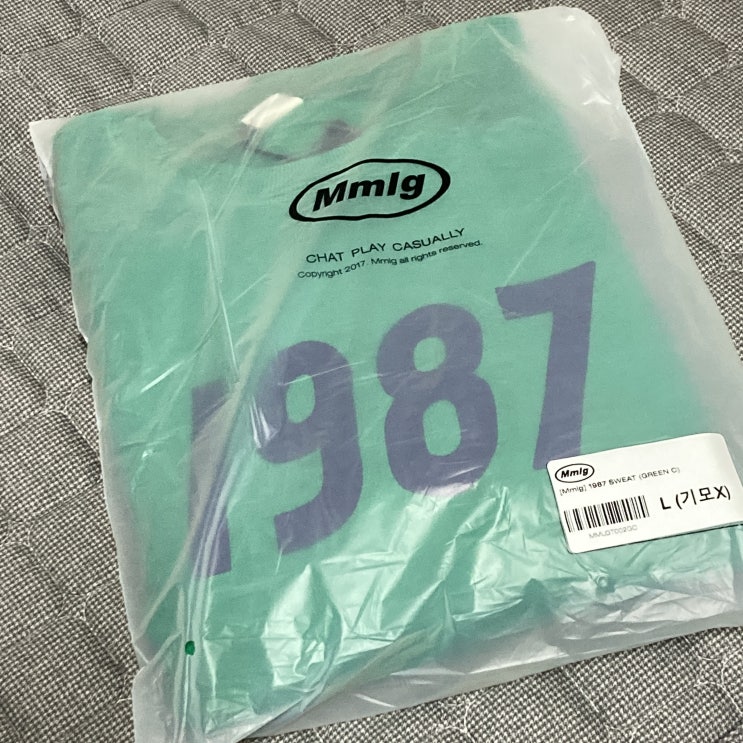 Mmlg
CHAT PLAY CASUALLY
Copyright 2017. Mmlg all rights reserved.
1987
Mmlg
[Mmlg] 1987 SWEAT (GREEN C)
L (기모X)